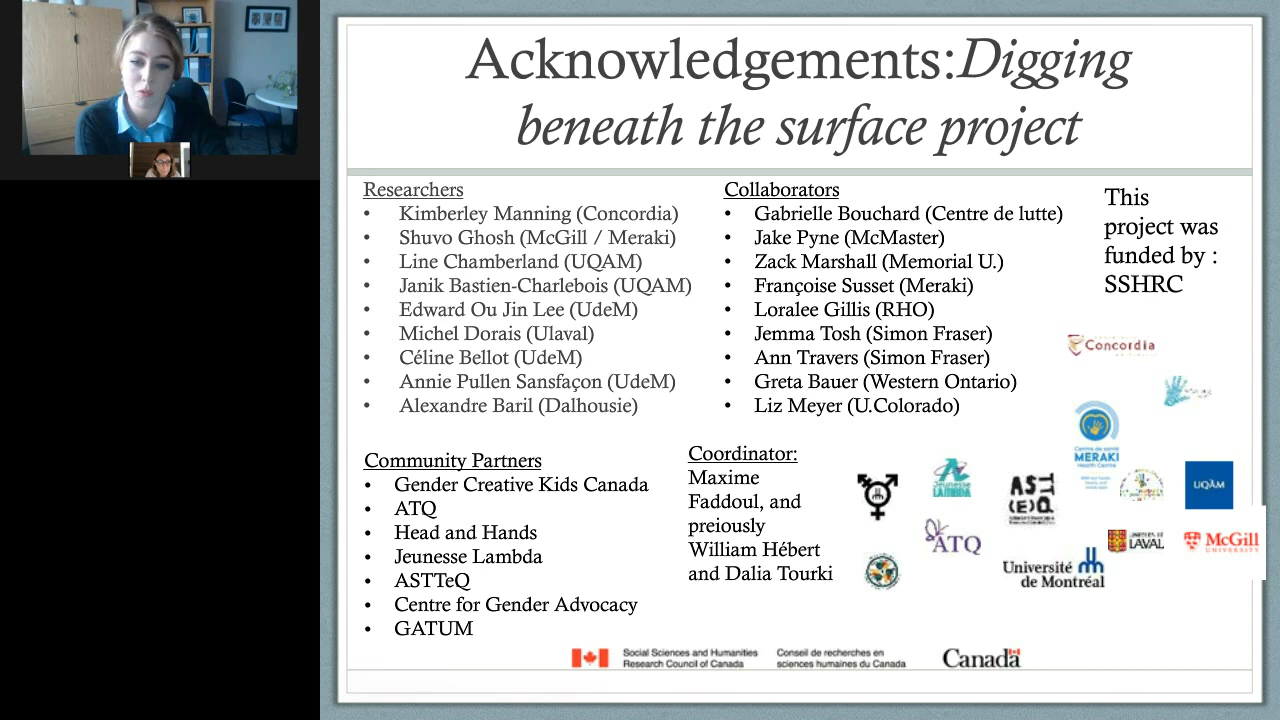 Acknowledgements:Digging
beneath the surface project
Researchers
• Kimberley Manning (Concordia)
• Shuvo Ghosh (McGill / Meraki)
• Line Chamberland (UQAM)
• Janik Bastien-Charlebois (UQAM)
• Edward Ou Jin Lee (UdeM)
• Michel Dorais (Ulaval)
• Céline Bellot (UdeM)
• Annie Pullen Sansfaçon (UdeM)
• Alexandre Baril (Dalhousie)
Collaborators
• Gabrielle Bouchard (Centre de lutte)
• Jake Pyne (McMaster)
• Zack Marshall (Memorial U.)
• Françoise Susset (Meraki)
• Loralee Gillis (RHO)
• Jemma Tosh (Simon Fraser)
• Ann Travers (Simon Fraser)
• Greta Bauer (Western Ontario)
• Liz Meyer (U.Colorado)
This
project was
funded by :
SSHRC
Community Partners
• Gender Creative Kids Canada
• ATQ
• Head and Hands
• Jeunesse Lambda
• ASTTeQ
• Centre for Gender Advocacy
• GATUM
Coordinator:
Maxime
Faddoul, and
preiously
William Hébert
and Dalia Tourki
Concordia
Centre de santé
MERAKI
Health Centre
Jeunesse
LAMBDA
UQÀM
ATQ
LAVAL
McGill
UNIVERSITY
Université
de Montréal
Social Sciences and Humanities
Research Council of Canada
Conseil de recherches en
sciences humaines du Canada
Canada